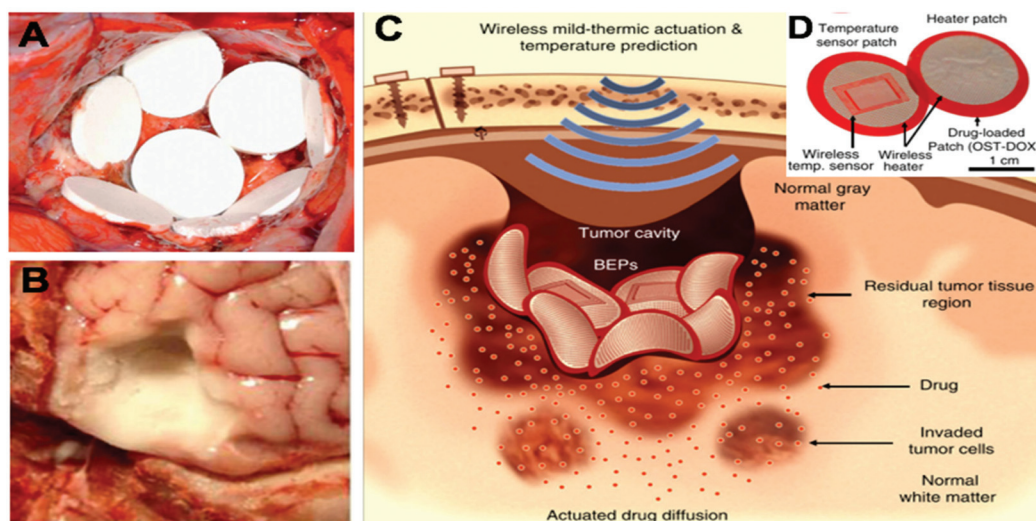 A
B
C
Wireless mild-thermic actuation &
temperature prediction
Tumor cavity
BEPs
Normal gray
matter
Residual tumor tissue
region
Drug
Invaded
tumor cells
Normal
white matter
Actuated drug diffusion
D
Temperature
sensor patch
Heater patch
Wireless
temp. sensor
Wireless
heater
Drug-loaded
Patch (OST-DOX
1 cm